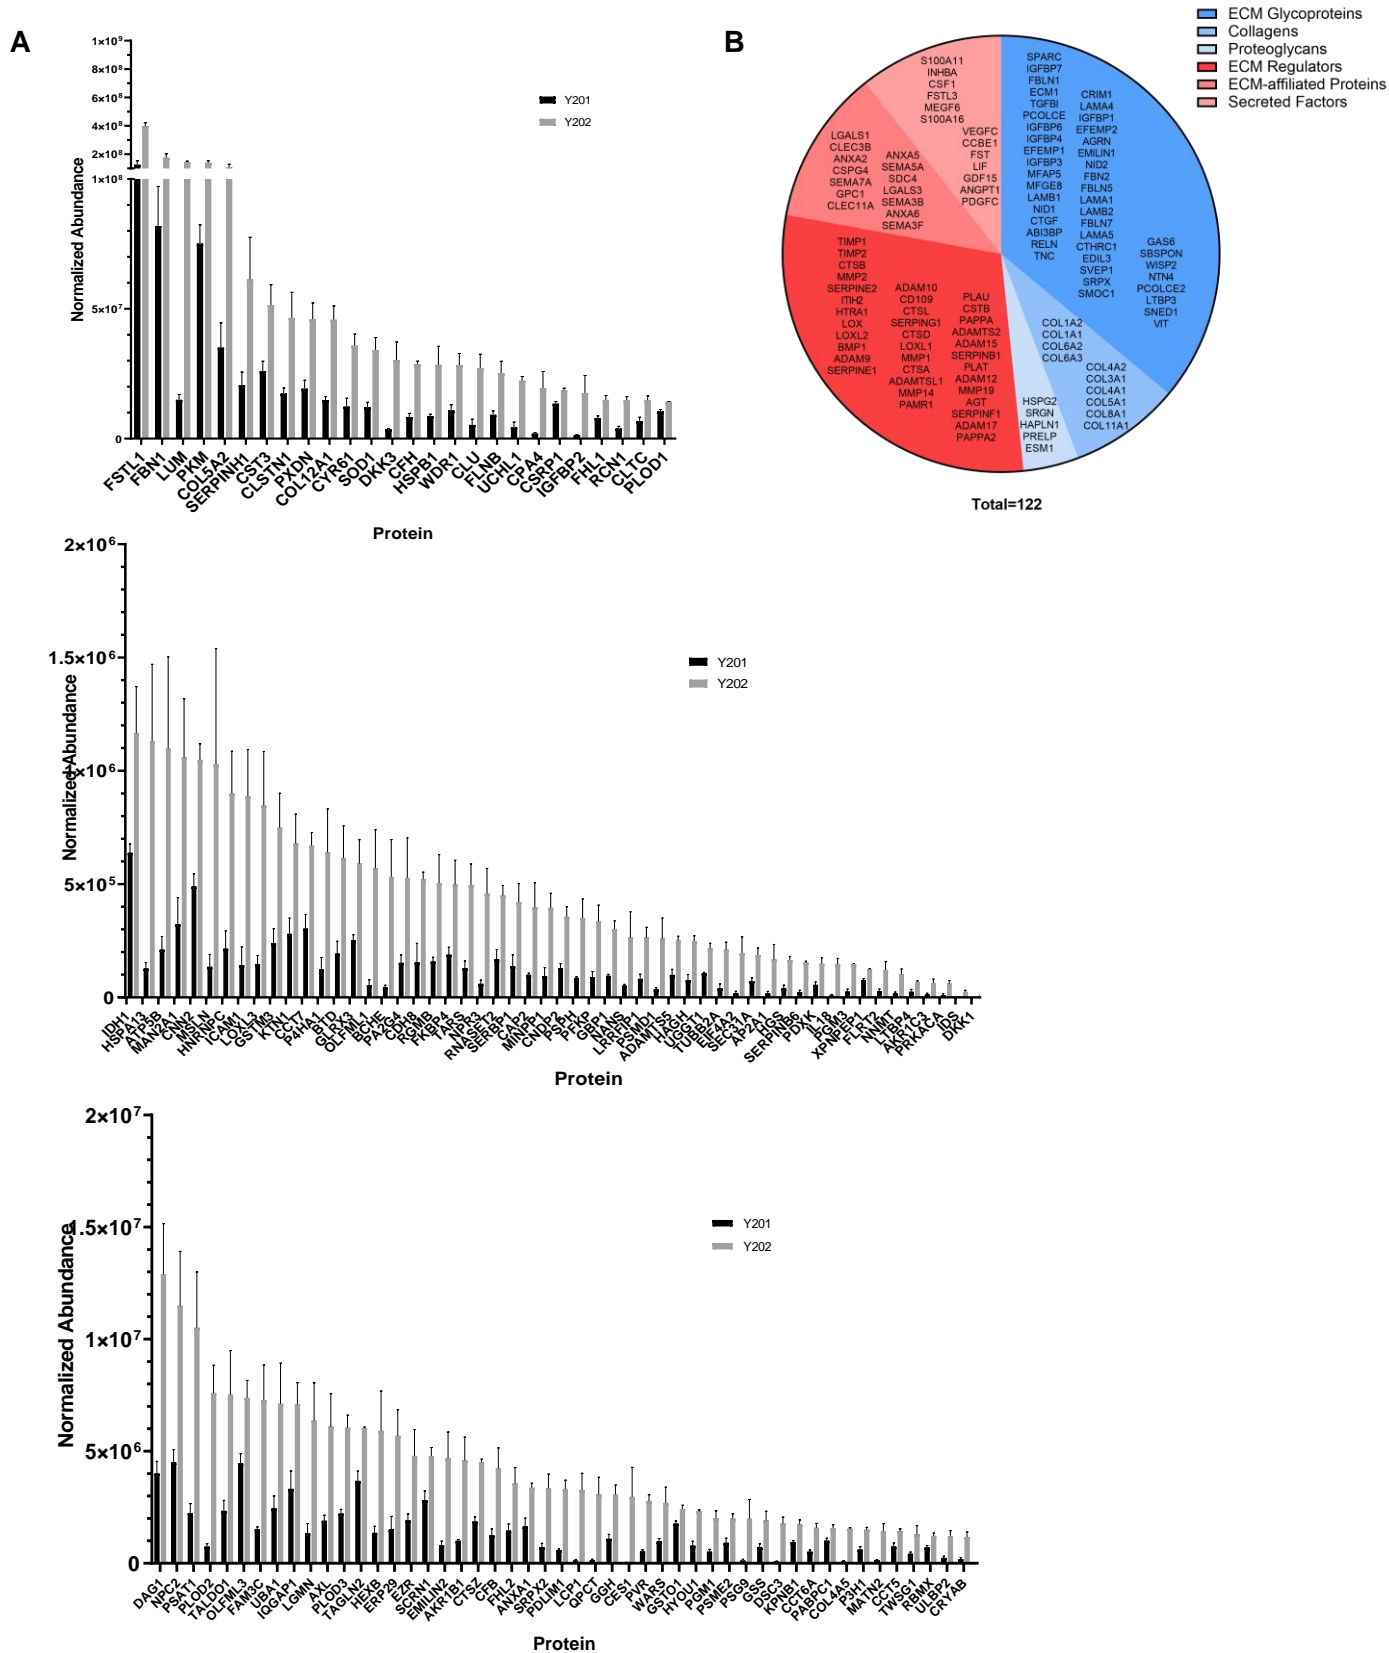 A
1×10⁹
8×10⁸
6×10⁸
4×10⁸
2×10⁸
1×10⁸
5×10⁷
0
Normalized Abundance
Y201
Y202
FSTL1
FBN1
LUM
PKM
COL5A2
SERPINH1
CST3
CLSTN1
PXDN
COL12A1
CYR61
SOD1
DKK3
CFH
HSPB1
WDR1
CLU
FLNB
UCHL1
CPA4
CSRP1
IGFBP2
FHL1
RCN1
CLTC
PLOD1
Protein
B
ECM Glycoproteins
Collagens
Proteoglycans
ECM Regulators
ECM-affiliated Proteins
Secreted Factors
S100A11
INHBA
CSF1
FSTL3
MEGF6
S100A16
VEGFC
CCBE1
FST
LIF
GDF15
ANGPT1
PDGFC
LGALS1
CLEC3B
ANXA2
CSPG4
SEMA7A
GPC1
CLEC11A
ANXA5
SEMA5A
SDC4
LGALS3
SEMA3B
ANXA6
SEMA3F
SPARC
IGFBP7
FBLN1
ECM1
TGFBI
PCOLCE
IGFBP6
IGFBP4
EFEMP1
IGFBP3
MFAP5
MFGE8
LAMB1
NID1
CTGF
ABI3BP
RELN
TNC
CRIM1
LAMA4
IGFBP1
EFEMP2
AGRN
EMILIN1
NID2
FBN2
FBLN5
LAMA1
LAMB2
FBLN7
LAMA5
CTHRC1
EDIL3
SVEP1
SRPX
SMOC1
GAS6
SBSPON
WISP2
NTN4
PCOLCE2
LTBP3
SNED1
VIT
TIMP1
TIMP2
CTSB
MMP2
SERPINE2
ITIH2
HTRA1
LOX
LOXL2
BMP1
ADAM9
SERPINE1
ADAM10
CD109
CTSL
SERPING1
CTSD
LOXL1
MMP1
CTSA
ADAMTSL1
MMP14
PAMR1
PLAU
CSTB
PAPPA
ADAMTS2
ADAM15
SERPINB1
PLAT
ADAM12
MMP19
AGT
SERPINF1
ADAM17
PAPPA2
COL1A2
COL1A1
COL6A2
COL6A3
COL4A2
COL3A1
COL4A1
COL5A1
COL8A1
COL11A1
HSPG2
SRGN
HAPLN1
PRELP
ESM1
Total=122
2×10⁶
1.5×10⁶
1×10⁶
5×10⁵
0
Normalized Abundance
Y201
Y202
IDH1
HSPA13
AP3B1
MAN2A1
CNN2
MSLN
HNRNPC
ICAM1
LOXL3
GSTM3
KTN1
CCT7
P4HA1
BTD
GLRX3
OLFML1
BCHE
PA2G4
CDH8
RGMB
FKBP4
TARS
NPR3
RNASET2
SERBP1
CAP2
MINPP1
CNDP2
PSPH
PFKP
GBP1
NANS
LRRFIP1
PSMD1
ADAMTS5
HAGH
UGGT1
TUBB2A
EIF4A2
SEC31A
AP2A1
HGS
SERPINB6
PDXK
IL18
PGM3
XPNPEP1
FLRT2
NNMT
LTBP4
AKR1C3
PRKACA
IDS
DKK1
Protein
2×10⁷
1.5×10⁷
1×10⁷
5×10⁶
0
Normalized Abundance
Y201
Y202
DAG1
NPC2
PSAT1
PLOD2
TALDO1
OLFML3
FAM3C
UBA1
IQGAP1
LGMN
AXL
PLOD3
TAGLN2
HEXB
ERP29
EZR
SCRN1
EMILIN2
AKR1B1
CTSZ
CFB
FHL2
ANXA1
SRPX2
PDLIM1
LCP1
QPCT
GGH
CES1
PVR
WARS
GSTO1
HYOU1
PGM1
PSME2
PSG9
GSS
DSC3
KPNB1
CCT6A
PABPC1
COL4A5
P3H1
MATN2
CCT5
TWSG1
RBMX
ULBP2
CRYAB
Protein